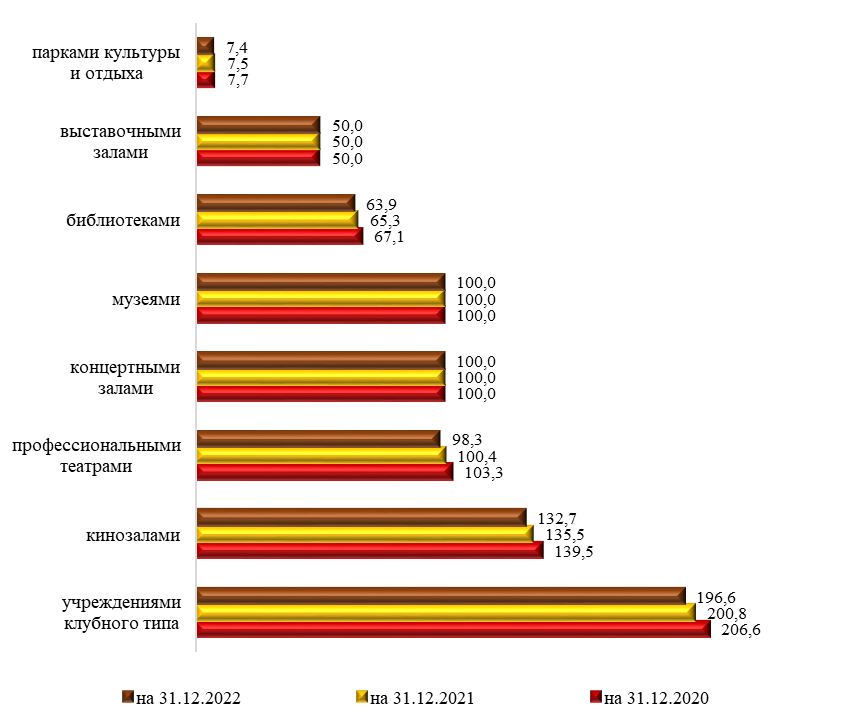 парками культуры
и отдыха
7,4
7,5
7,7
выставочными
залами
50,0
50,0
50,0
библиотеками
63,9
65,3
67,1
музеями
100,0
100,0
100,0
концертными
залами
100,0
100,0
100,0
профессиональными
театрами
98,3
100,4
103,3
кинозалами
132,7
135,5
139,5
учреждениями
клубного типа
196,6
200,8
206,6
на 31.12.2022 на 31.12.2021 на 31.12.2020